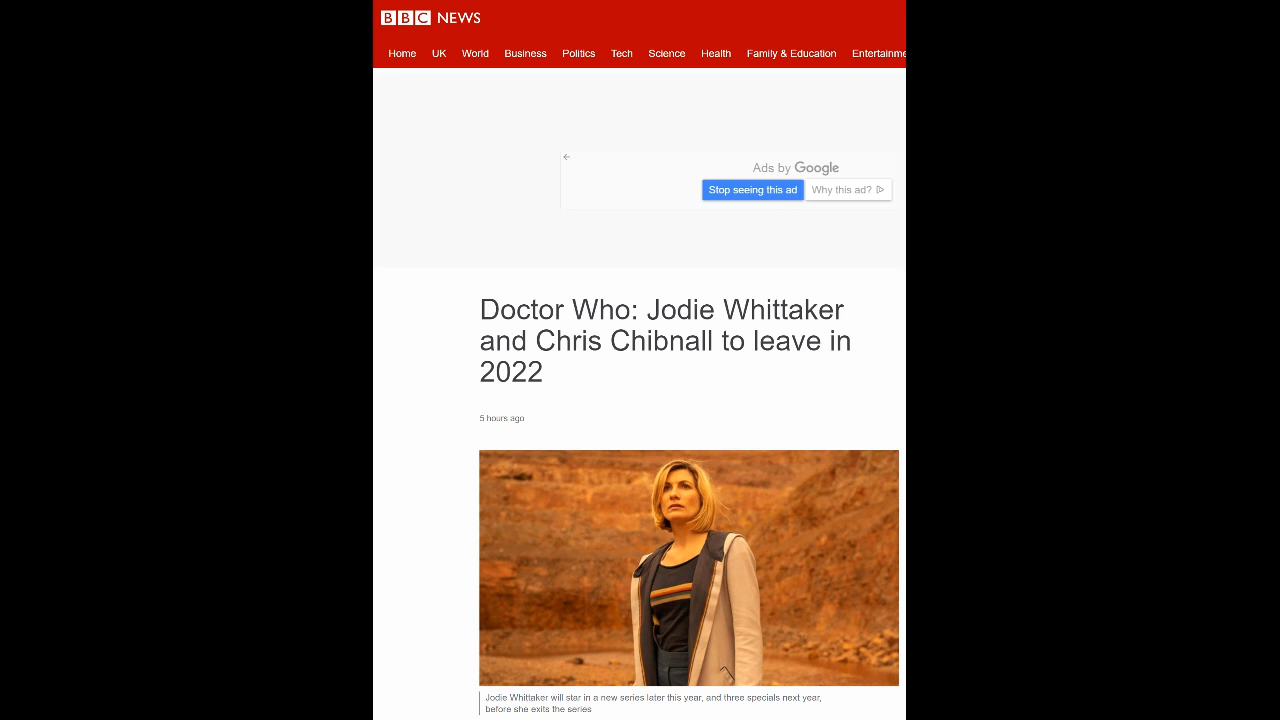 BBC NEWS
Home UK World Business Politics Tech Science Health Family & Education Entertainme
Ads by Google
Stop seeing this ad Why this ad?
Doctor Who: Jodie Whittaker
and Chris Chibnall to leave in
2022
5 hours ago
Jodie Whittaker will star in a new series later this year, and three specials next year,
before she exits the series